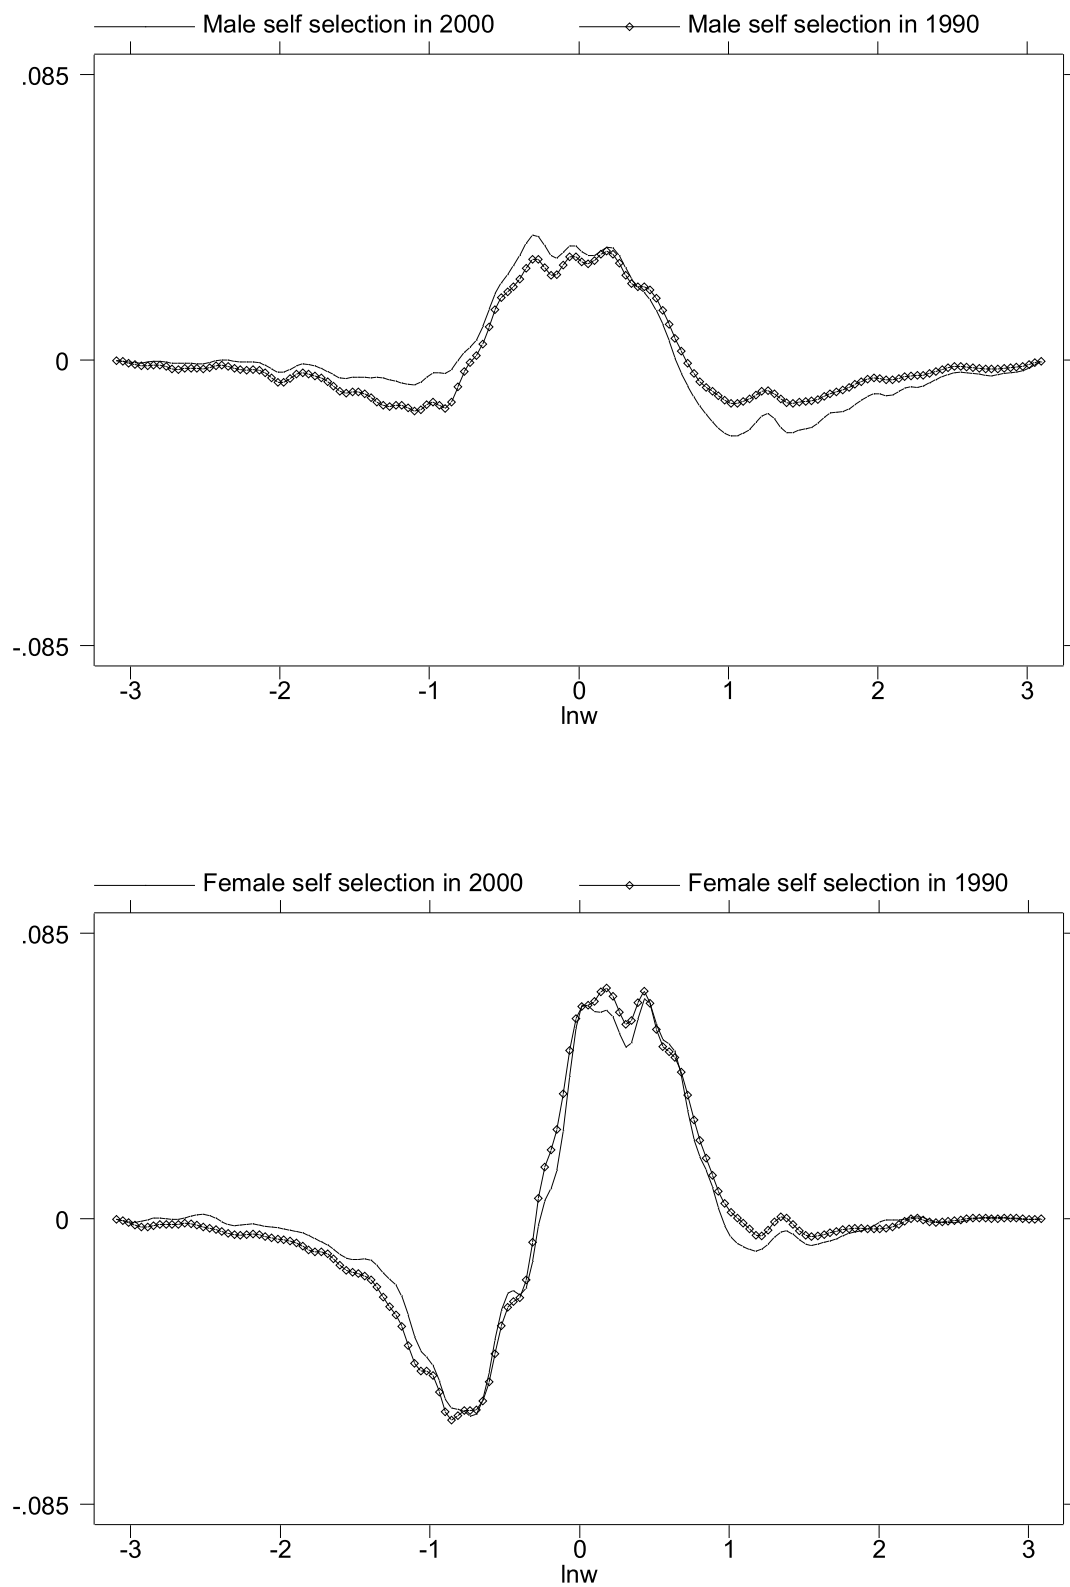 Male self selection in 2000 Male self selection in 1990
.085
0
-.085
-3 -2 -1 0 1 2 3
lnw
Female self selection in 2000 Female self selection in 1990
.085
0
-.085
-3 -2 -1 0 1 2 3
lnw